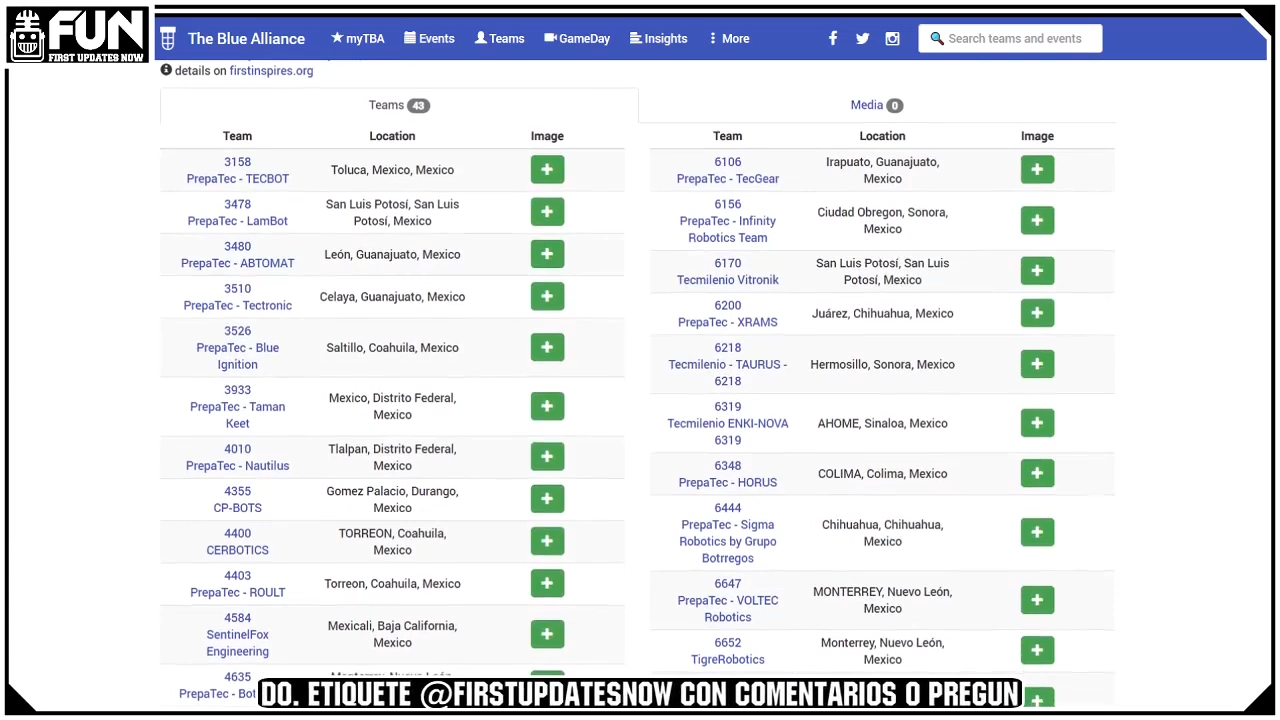 FUN
FIRST UPDATES NOW
The Blue Alliance
myTBA
Events
Teams
GameDay
Insights
More
Search teams and events
details on firstinspires.org
Teams 43
Media 0
Team Location Image
3158
PrepaTec - TECBOT
Toluca, Mexico, Mexico
3478
PrepaTec - LamBot
San Luis Potosí, San Luis
Potosí, Mexico
3480
PrepaTec - ABTOMAT
León, Guanajuato, Mexico
3510
PrepaTec - Tectronic
Celaya, Guanajuato, Mexico
3526
PrepaTec - Blue
Ignition
Saltillo, Coahuila, Mexico
3933
PrepaTec - Taman
Keet
Mexico, Distrito Federal,
Mexico
4010
PrepaTec - Nautilus
Tlalpan, Distrito Federal,
Mexico
4355
CP-BOTS
Gomez Palacio, Durango,
Mexico
4400
CERBOTICS
TORREON, Coahuila,
Mexico
4403
PrepaTec - ROULT
Torreon, Coahuila, Mexico
4584
SentinelFox
Engineering
Mexicali, Baja California,
Mexico
4635
PrepaTec - Bot
Team Location Image
6106
PrepaTec - TecGear
Irapuato, Guanajuato,
Mexico
6156
PrepaTec - Infinity
Robotics Team
Ciudad Obregon, Sonora,
Mexico
6170
Tecmilenio Vitronik
San Luis Potosí, San Luis
Potosí, Mexico
6200
PrepaTec - XRAMS
Juárez, Chihuahua, Mexico
6218
Tecmilenio - TAURUS -
6218
Hermosillo, Sonora, Mexico
6319
Tecmilenio ENKI-NOVA
6319
AHOME, Sinaloa, Mexico
6348
PrepaTec - HORUS
COLIMA, Colima, Mexico
6444
PrepaTec - Sigma
Robotics by Grupo
Botrregos
Chihuahua, Chihuahua,
Mexico
6647
PrepaTec - VOLTEC
Robotics
MONTERREY, Nuevo León,
Mexico
6652
TigreRobotics
Monterrey, Nuevo León,
Mexico
DO. ETIQUETE @FIRSTUPDATESNOW CON COMENTARIOS O PREGUN